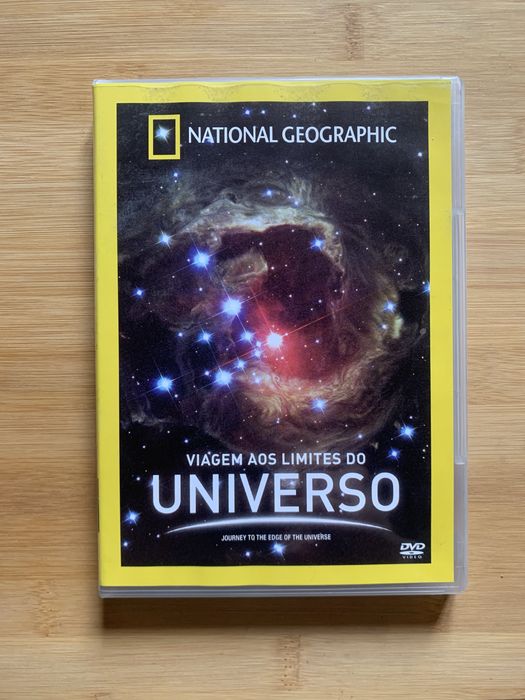 NATIONAL GEOGRAPHIC
VIAGEM AOS LIMITES DO
UNIVERSO
JOURNEY TO THE EDGE OF THE UNIVERSE
DVD
VIDEO